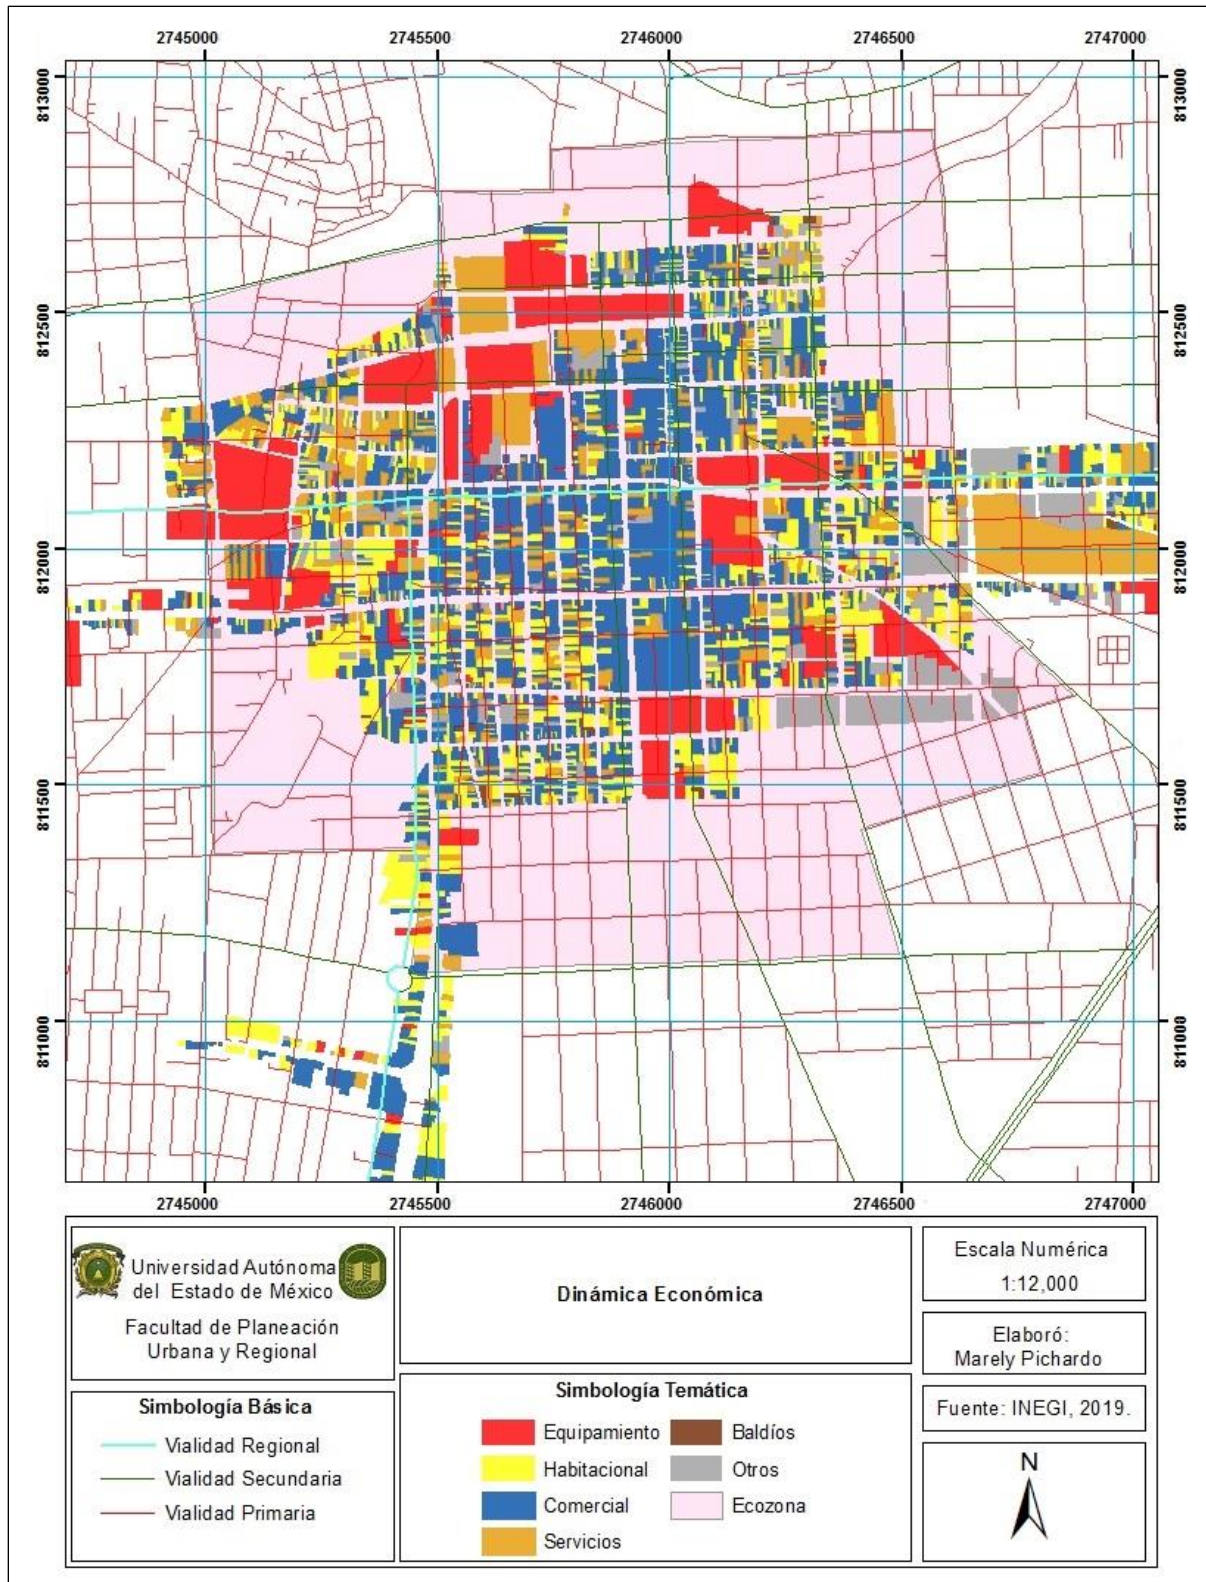 2745000 2745500 2746000 2746500 2747000
813000 813000
812500 812500
812000 812000
811500 811500
811000 811000
2745000 2745500 2746000 2746500 2747000
Universidad Autónoma
del Estado de México
Facultad de Planeación
Urbana y Regional
Dinámica Económica
Escala Numérica
1:12,000
Elaboró:
Marely Pichardo
Fuente: INEGI, 2019.
N
Simbología Básica
Vialidad Regional
Vialidad Secundaria
Vialidad Primaria
Simbología Temática
Equipamiento
Habitacional
Comercial
Servicios
Baldíos
Otros
Ecozona